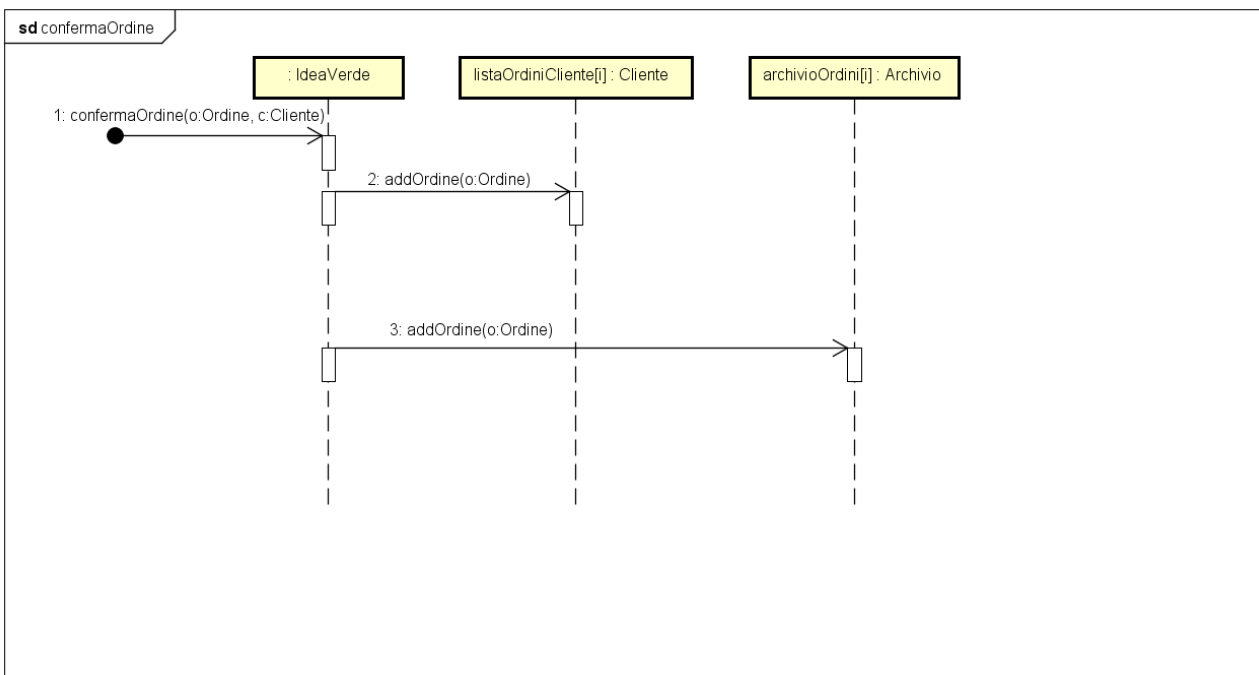 sd confermaOrdine
: IdeaVerde
listaOrdiniCliente[i] : Cliente
archivioOrdini[i] : Archivio
1: confermaOrdine(o:Ordine, c:Cliente)
2: addOrdine(o:Ordine)
3: addOrdine(o:Ordine)